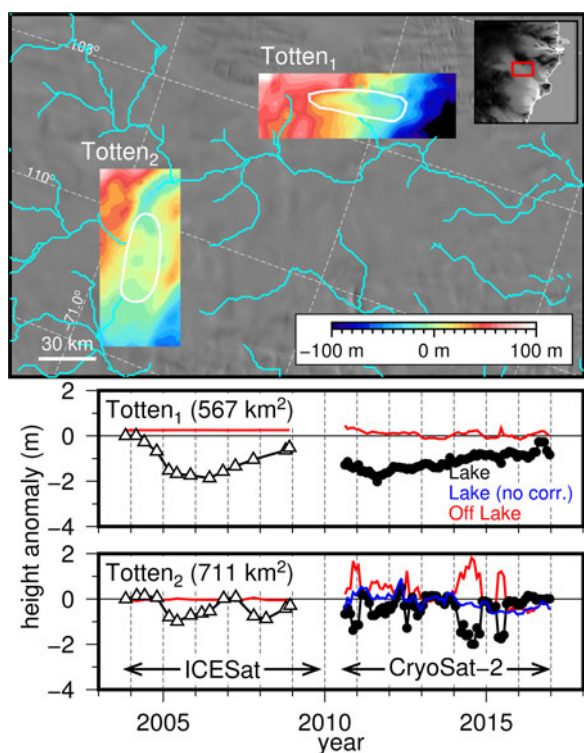 103°
Totten1
Totten2
110°
-71.0°
30 km
−100 m 0 m 100 m
2
0
−2
−4
Totten1 (567 km2)
Lake
Lake (no corr.)
Off Lake
height anomaly (m)
2
0
−2
−4
Totten2 (711 km2)
ICESat
CryoSat−2
2005 2010 2015
year